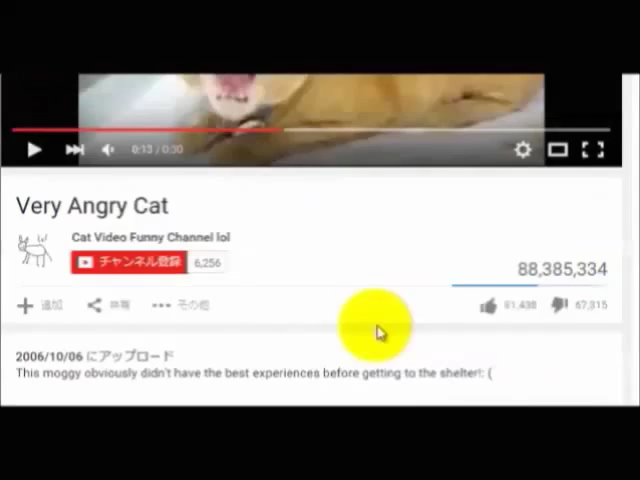 0:13 / 0:30
Very Angry Cat
Cat Video Funny Channel lol
チャンネル登録 6,256
88,385,334
追加 共有 その他 81,438 67,315
2006/10/06 にアップロード
This moggy obviously didn't have the best experiences before getting to the shelter!: (